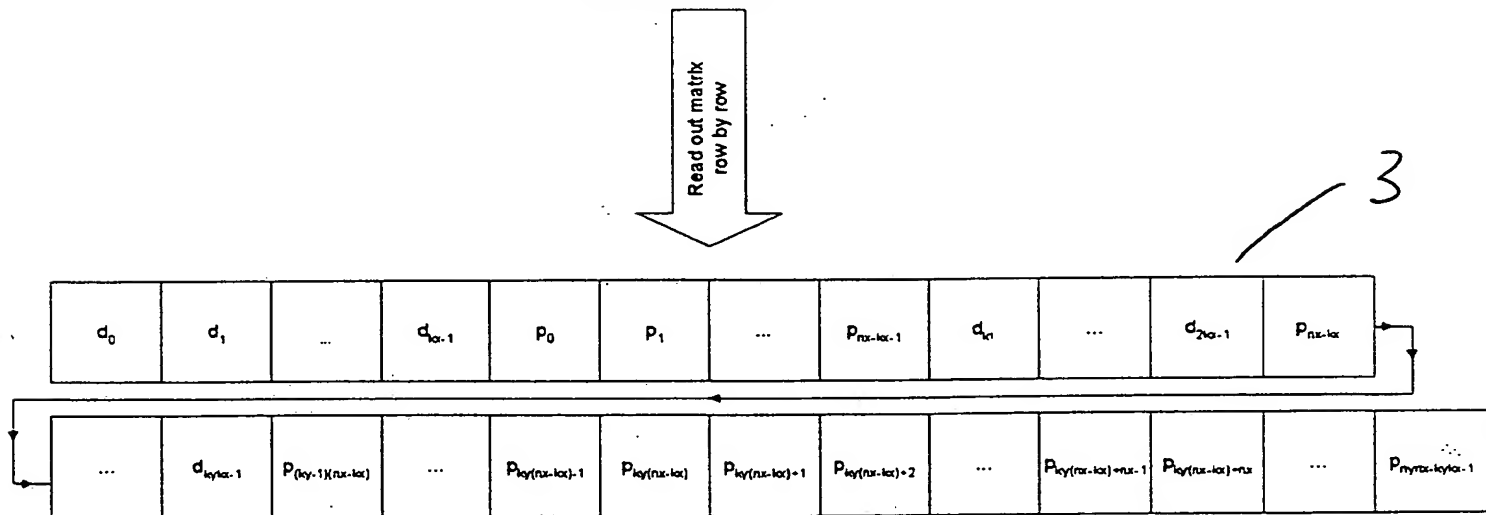 Read out matrix
row by row
3
d0 d1 ... dkx-1 p0 p1 ... pnx-kx-1 dk1 ... d2kx-1 pnx-kx
... dkykx-1 p(ky-1)(nx-kx) ... pky(nx-kx)-1 pky(nx-kx) pky(nx-kx)+1 pky(nx-kx)+2 ... pky(nx-kx)+nx-1 pky(nx-kx)+nx ... pnynx-kykx-1